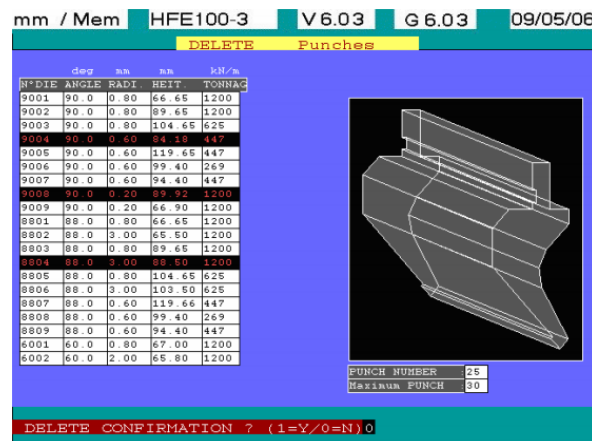 mm / Mem HFE100-3 V 6.03 G 6.03 09/05/06
DELETE Punches
deg mm mm kN/m
N°DIE ANGLE RADI. HEIT. TONNAG
9001 90.0 0.80 66.65 1200
9002 90.0 0.80 89.65 1200
9003 90.0 0.80 104.65 625
9004 90.0 0.60 84.18 447
9005 90.0 0.60 119.65 447
9006 90.0 0.60 99.40 269
9007 90.0 0.60 94.40 447
9008 90.0 0.20 89.92 1200
9009 90.0 0.20 66.90 1200
8801 88.0 0.80 66.65 1200
8802 88.0 3.00 65.50 1200
8803 88.0 0.80 89.65 1200
8804 88.0 3.00 88.50 1200
8805 88.0 0.80 104.65 625
8806 88.0 3.00 103.50 625
8807 88.0 0.60 119.66 447
8808 88.0 0.60 99.40 269
8809 88.0 0.60 94.40 447
6001 60.0 0.80 67.00 1200
6002 60.0 2.00 65.80 1200
PUNCH NUMBER :25
Maximum PUNCH :30
DELETE CONFIRMATION ? (1=Y/0=N) 0